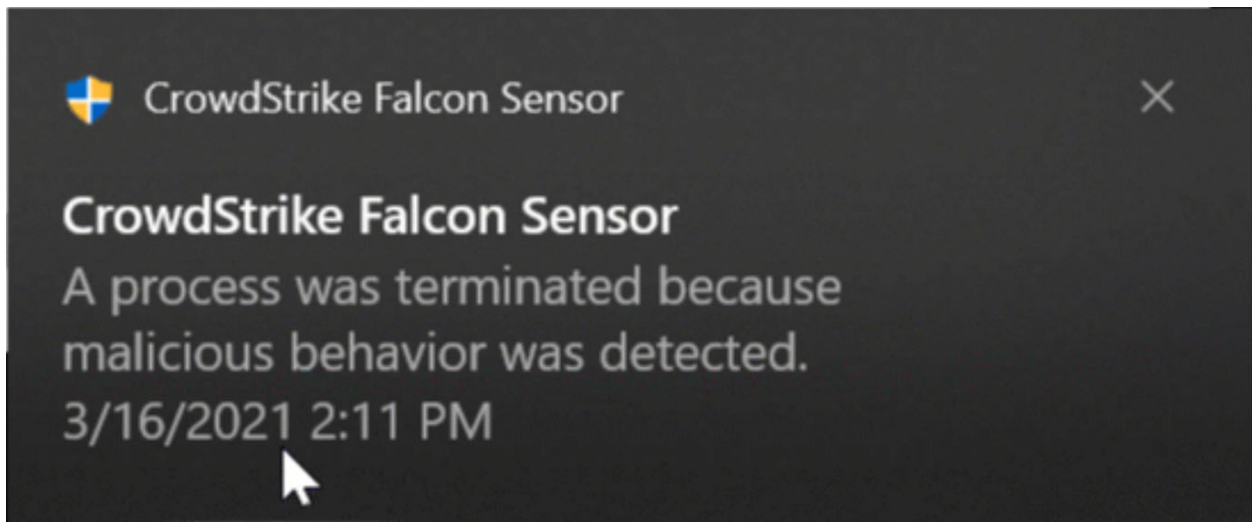 CrowdStrike Falcon Sensor
CrowdStrike Falcon Sensor
A process was terminated because
malicious behavior was detected.
3/16/2021 2:11 PM